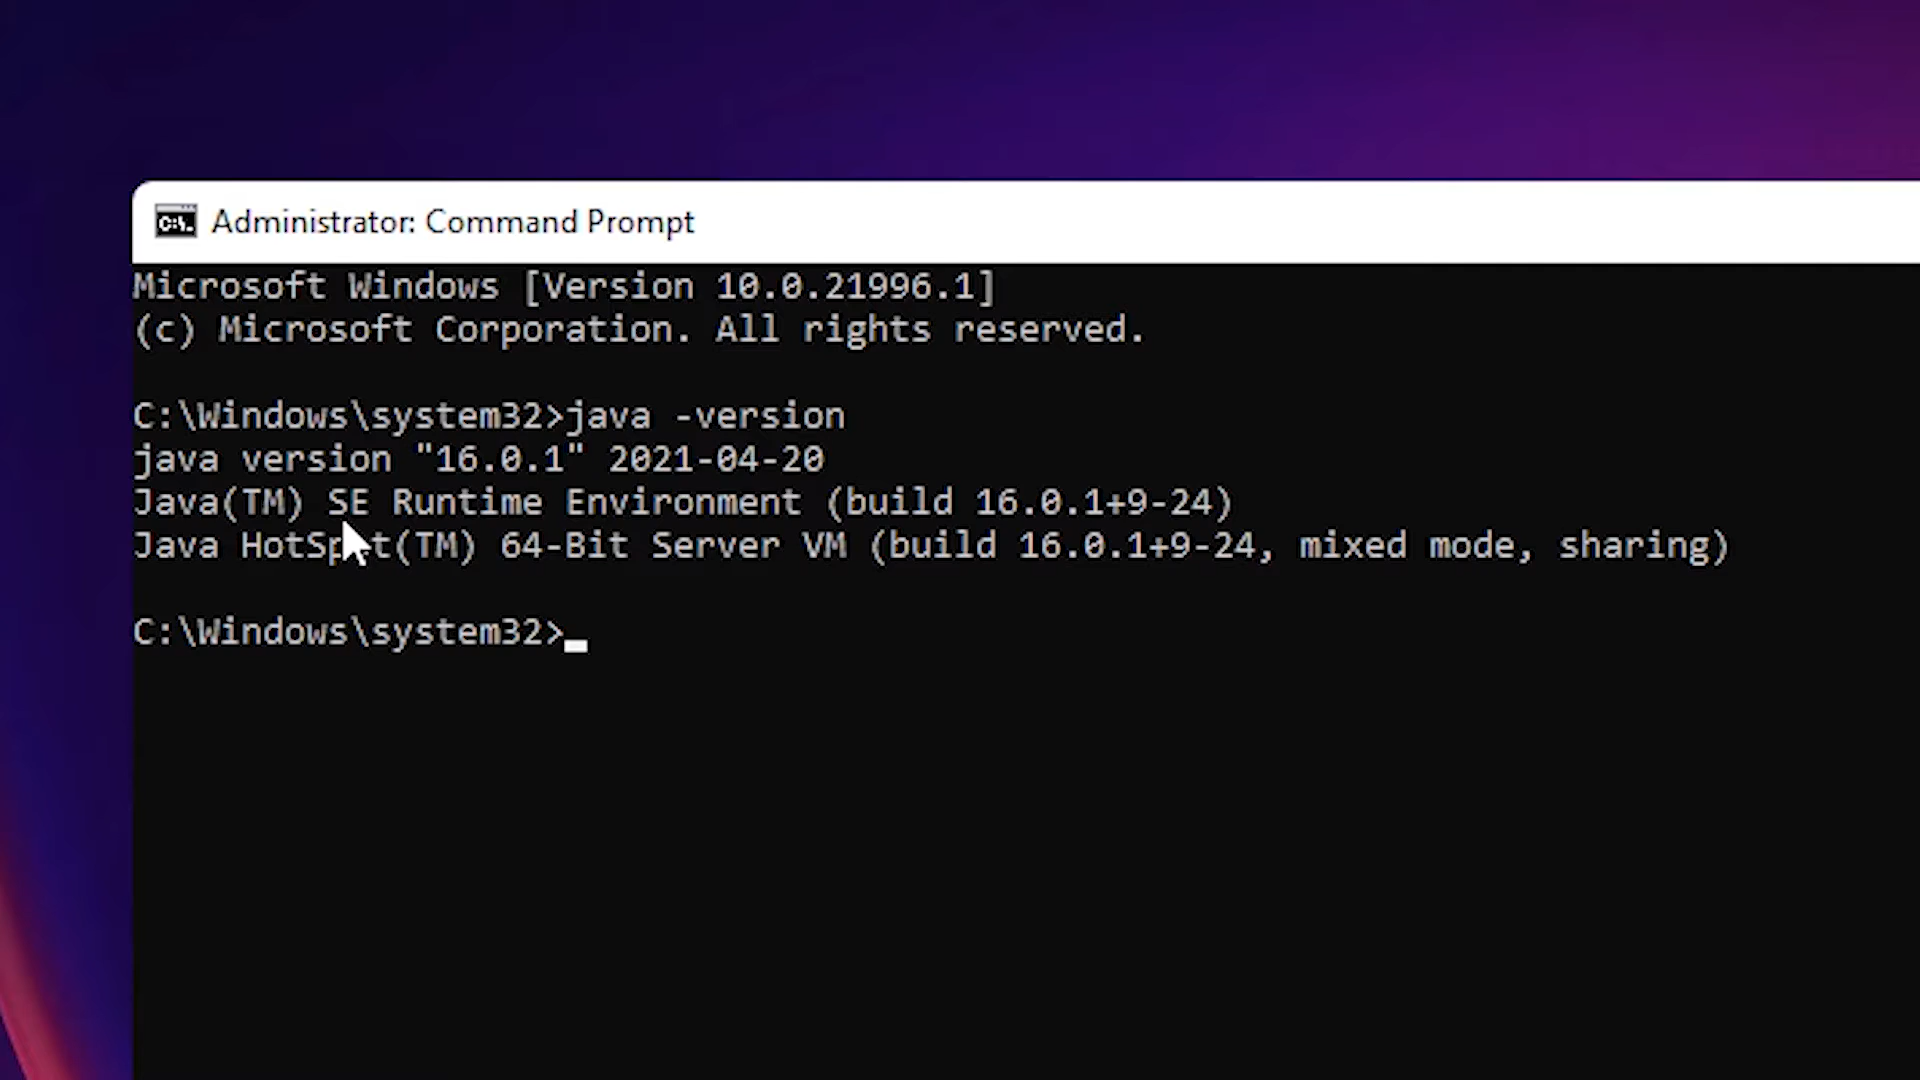 Administrator: Command Prompt
Microsoft Windows [Version 10.0.21996.1]
(c) Microsoft Corporation. All rights reserved.
C:\Windows\system32>java -version
java version "16.0.1" 2021-04-20
Java(TM) SE Runtime Environment (build 16.0.1+9-24)
Java HotSpot(TM) 64-Bit Server VM (build 16.0.1+9-24, mixed mode, sharing)
C:\Windows\system32>